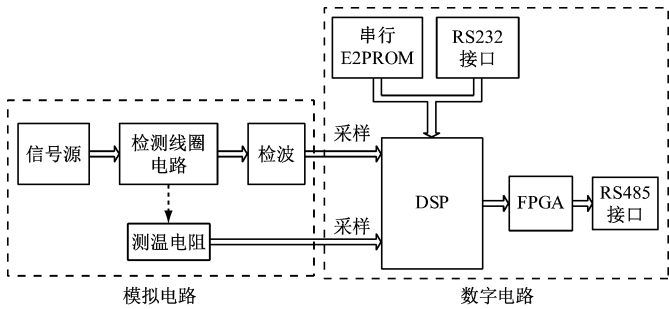 串行
E2PROM
RS232
接口
信号源
检测线圈
电路
检波
采样
DSP
FPGA
RS485
接口
测温电阻
采样
模拟电路
数字电路